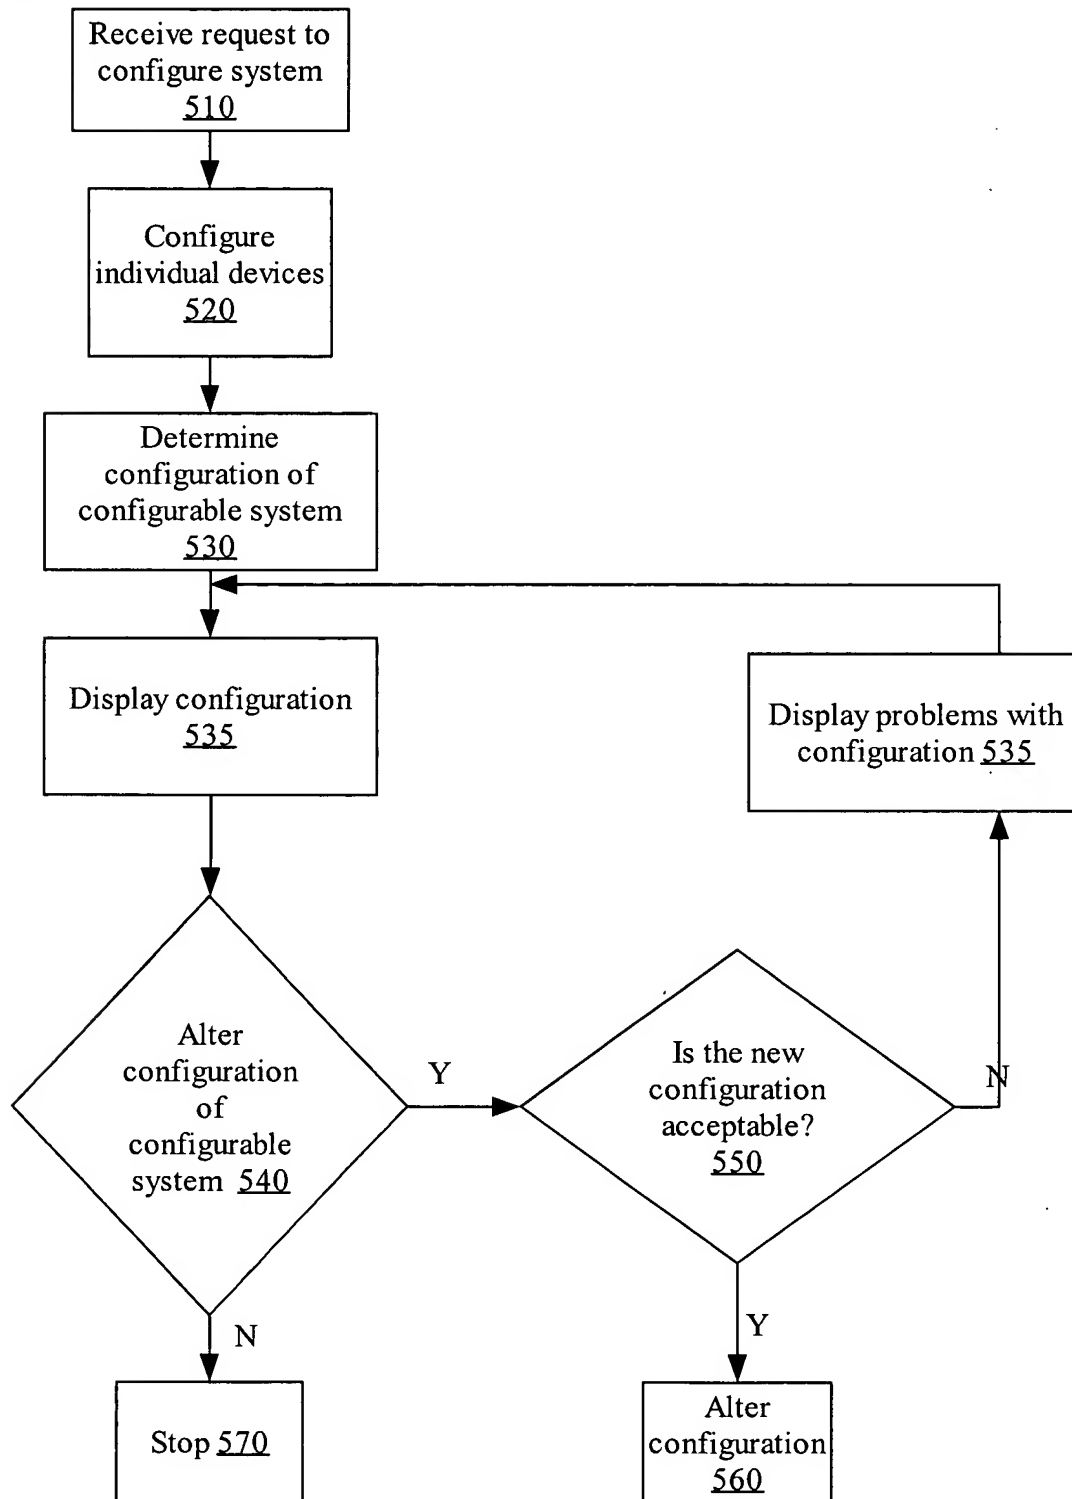 Receive request to
configure system
510
Configure
individual devices
520
Determine
configuration of
configurable system
530
Display configuration
535
Display problems with
configuration 535
Alter
configuration
of
configurable
system 540
Y
Is the new
configuration
acceptable?
550
N
N
Y
Stop 570
Alter
configuration
560